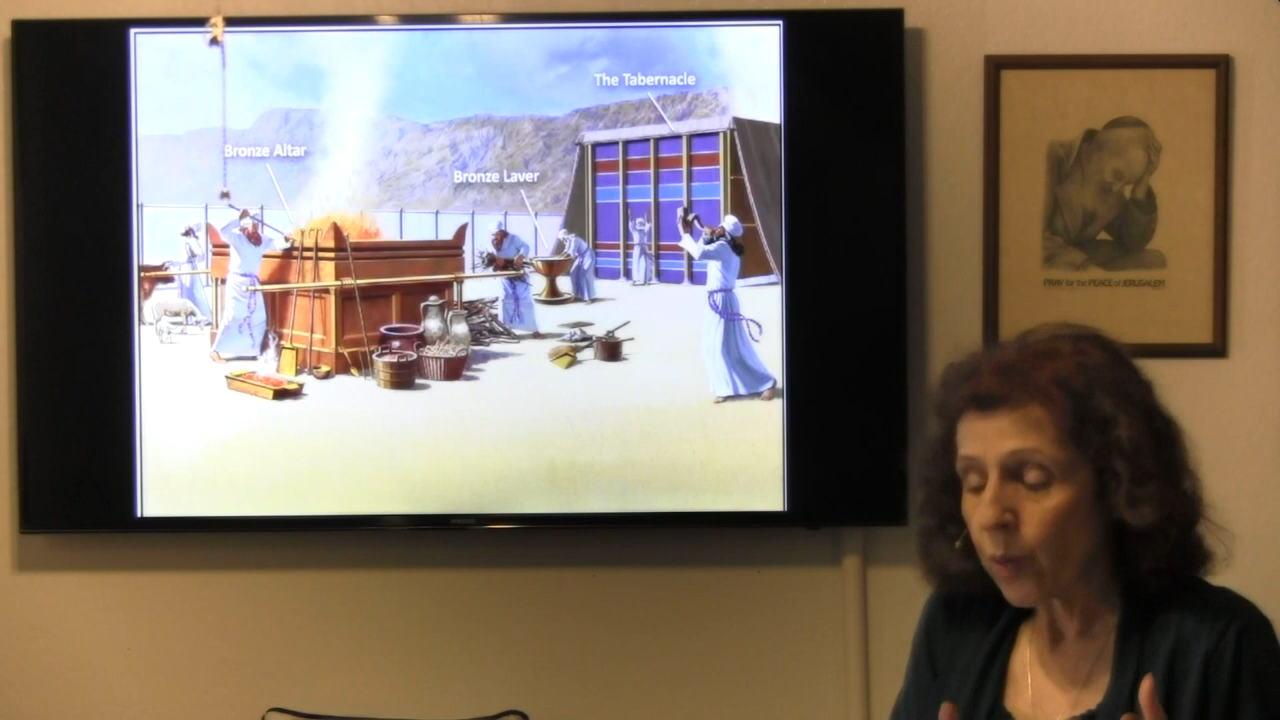 The Tabernacle
Bronze Altar
Bronze Laver
PRAY for the PEACE of JERUSALEM